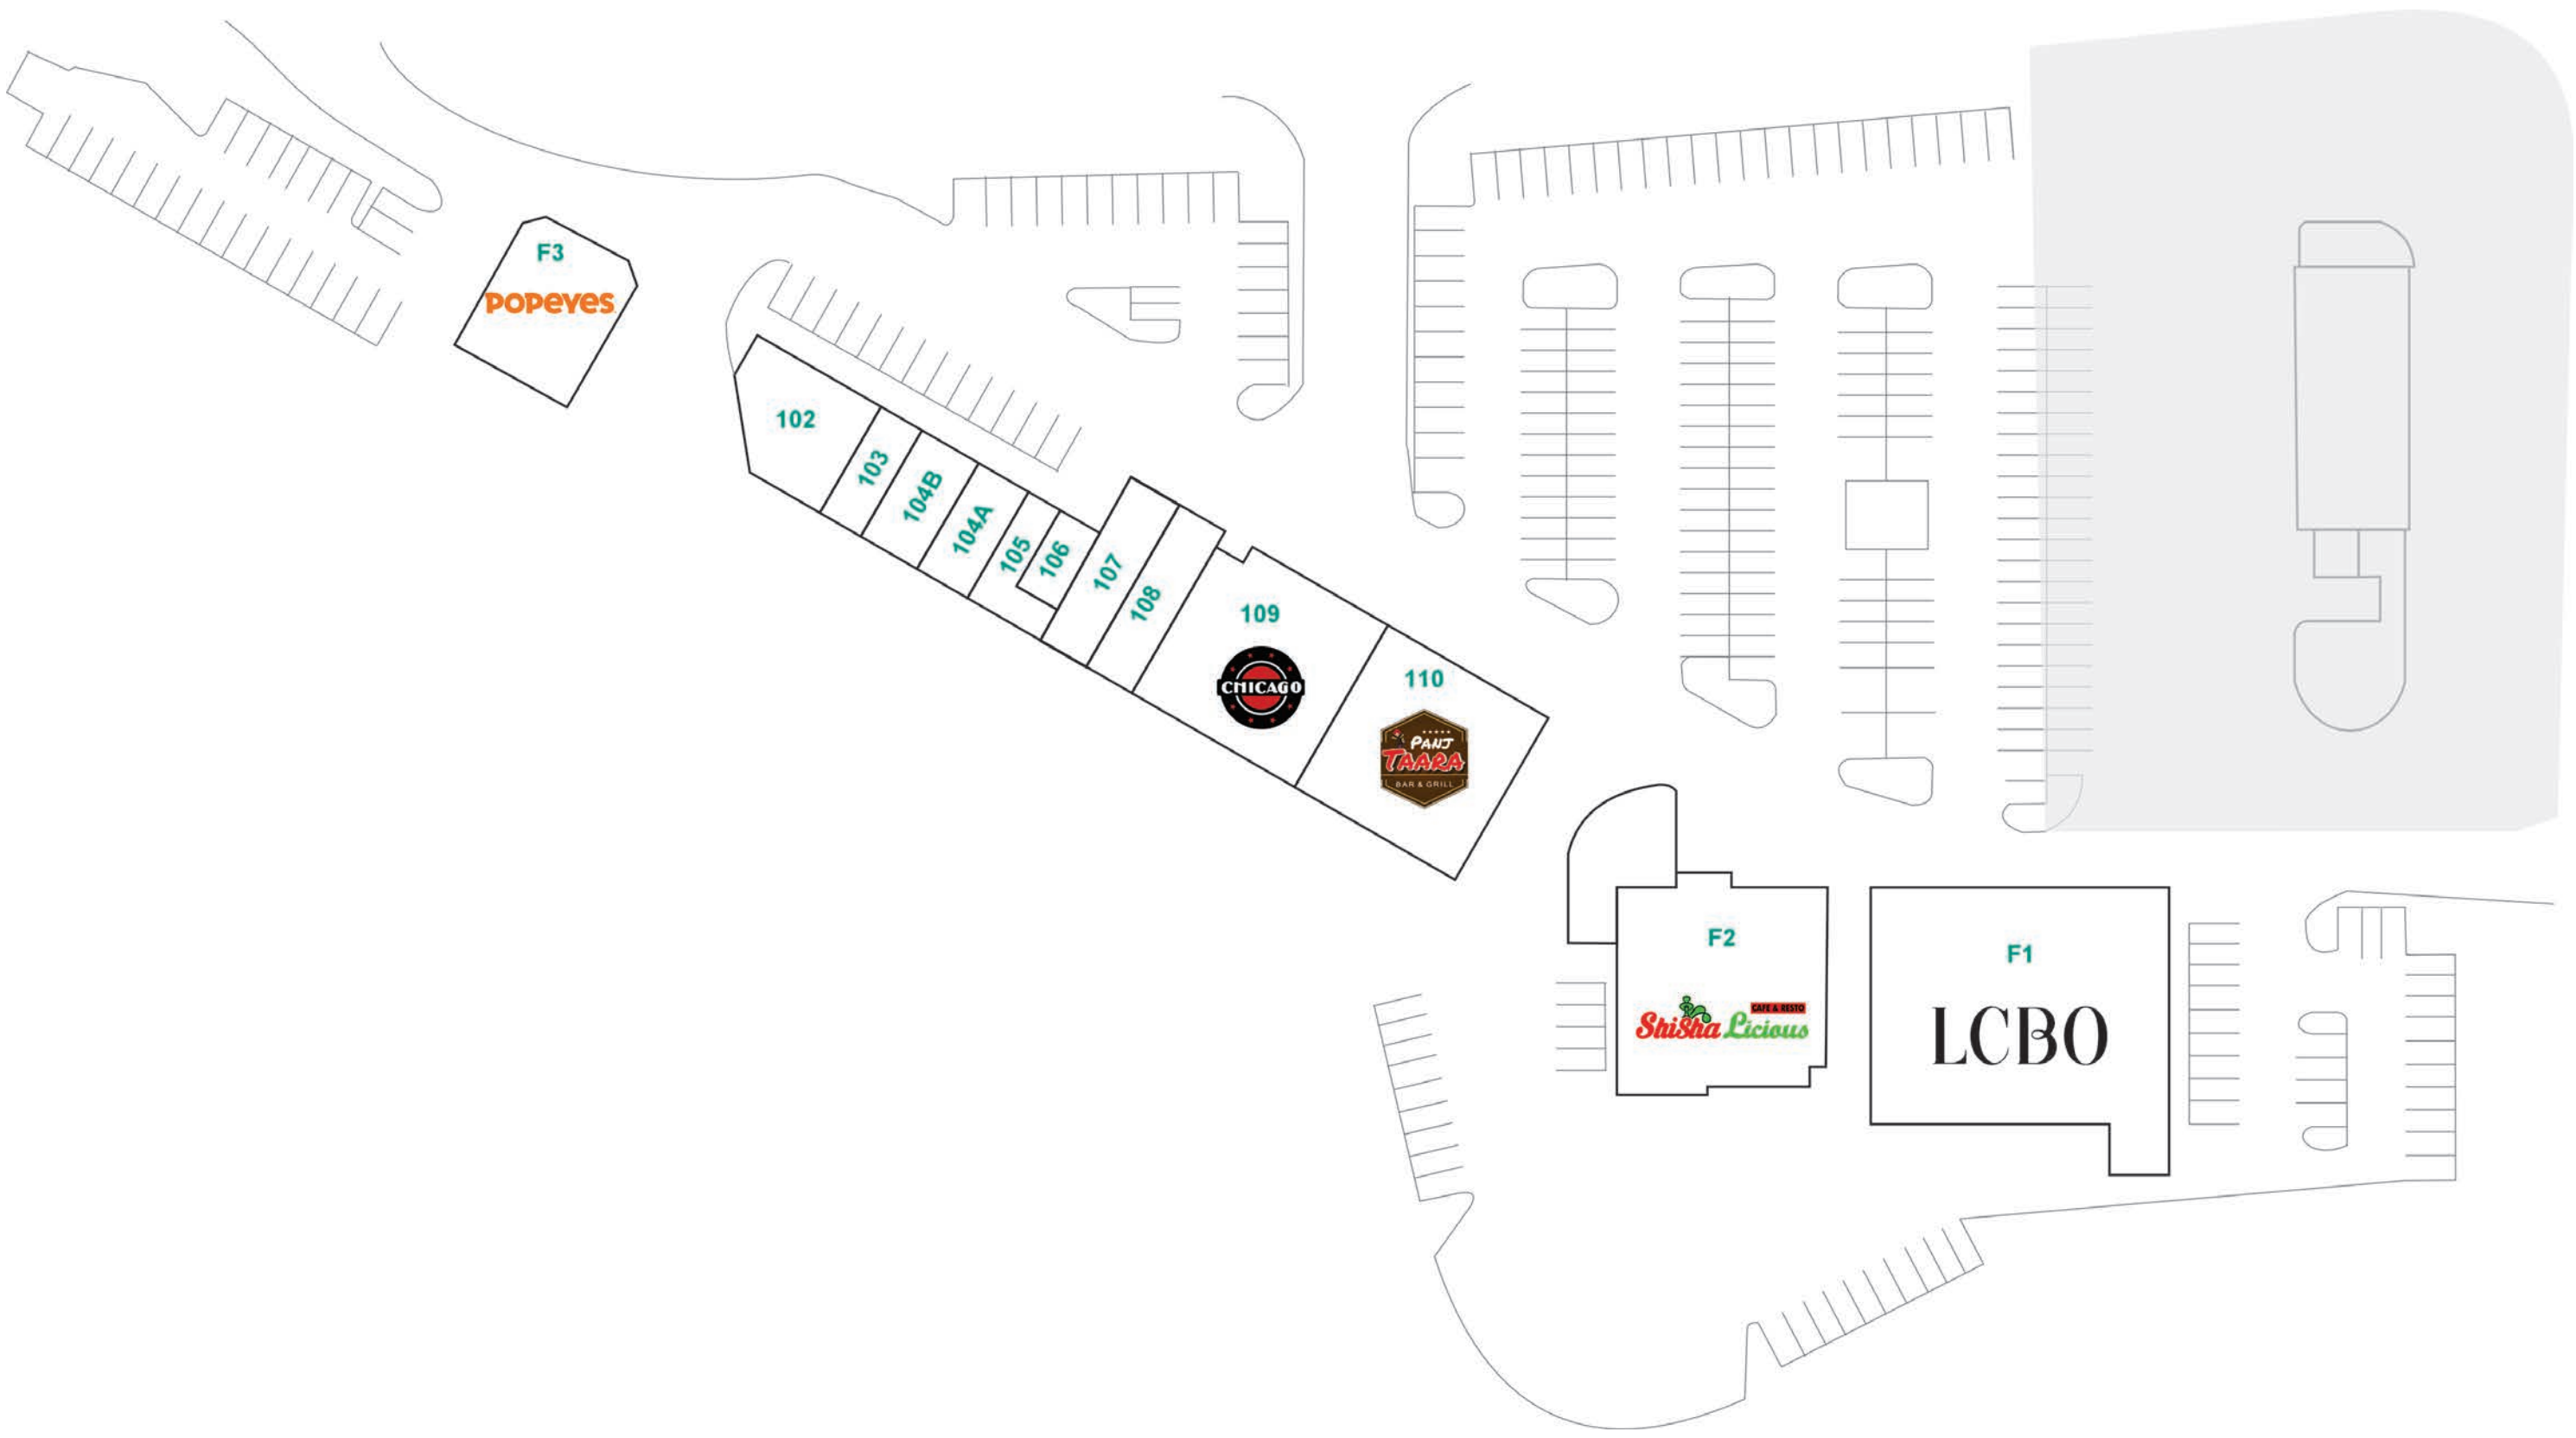 F3
POPEYES
102
103
104B
104A
105
106
107
108
109
CHICAGO
110
PANJ
TAARA
BAR & GRILL
F2
CAFE & RESTO
ShiSha Licious
F1
LCBO